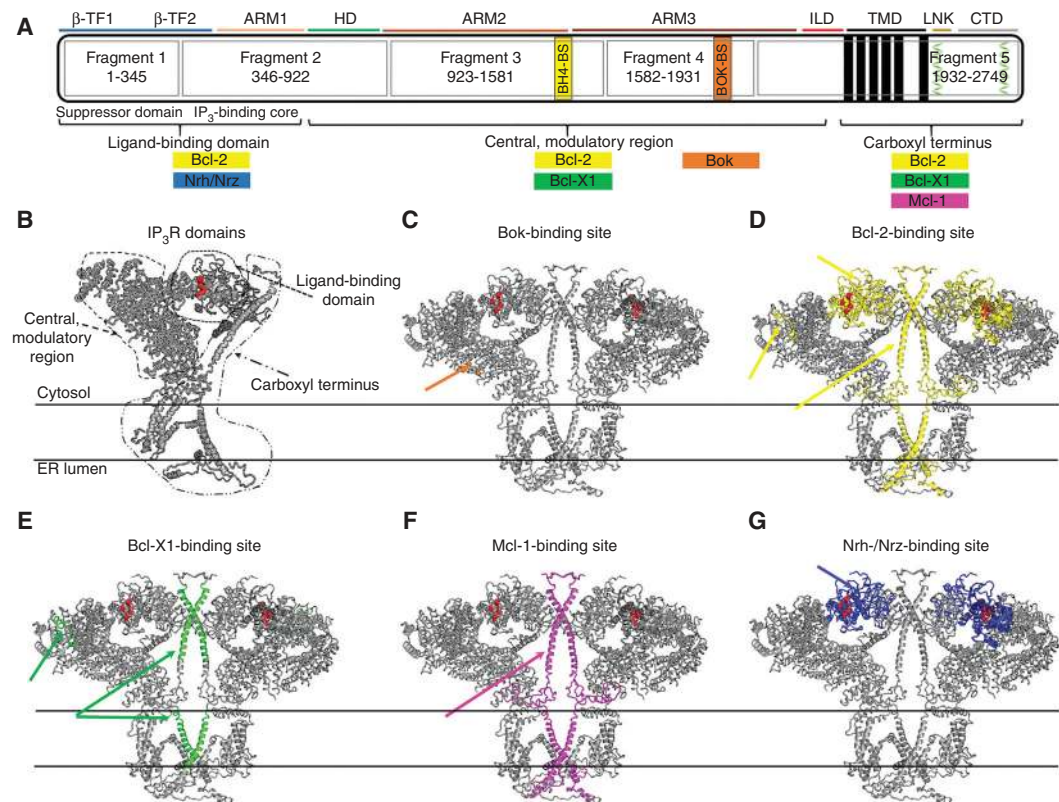 A
β-TF1 β-TF2 ARM1 HD ARM2 ARM3 ILD TMD LNK CTD
Fragment 1 Fragment 2 Fragment 3 BH4-BS Fragment 4 BOK-BS Fragment 5
1-345 346-922 923-1581 1582-1931 1932-2749
Suppressor domain IP3-binding core
Ligand-binding domain Central, modulatory region Carboxyl terminus
Bcl-2 Bcl-2 Bok Bcl-2
Nrh/Nrz Bcl-X1 Bcl-X1
Mcl-1
B C D
IP3R domains Bok-binding site Bcl-2-binding site
Ligand-binding
domain
Central,
modulatory
region
Carboxyl terminus
Cytosol
ER lumen
E F G
Bcl-X1-binding site Mcl-1-binding site Nrh-/Nrz-binding site